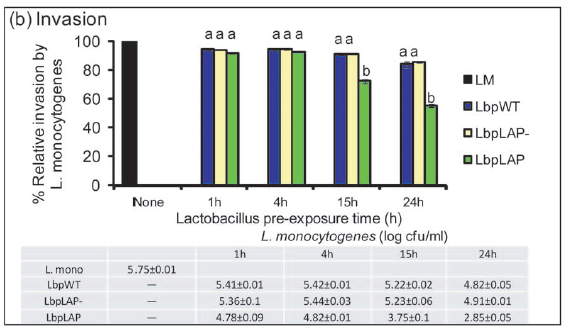 (b) Invasion
% Relative invasion by
L. monocytogenes
100
80
60
40
20
0
a a a
a a a
a a
b
a a
b
LM
LbpWT
LbpLAP-
LbpLAP
None 1h 4h 15h 24h
Lactobacillus pre-exposure time (h)
L. monocytogenes (log cfu/ml)
1h 4h 15h 24h
L. mono 5.75±0.01
LbpWT — 5.41±0.01 5.42±0.01 5.22±0.02 4.82±0.05
LbpLAP- — 5.36±0.1 5.44±0.03 5.23±0.06 4.91±0.01
LbpLAP — 4.78±0.09 4.82±0.01 3.75±0.1 2.85±0.05